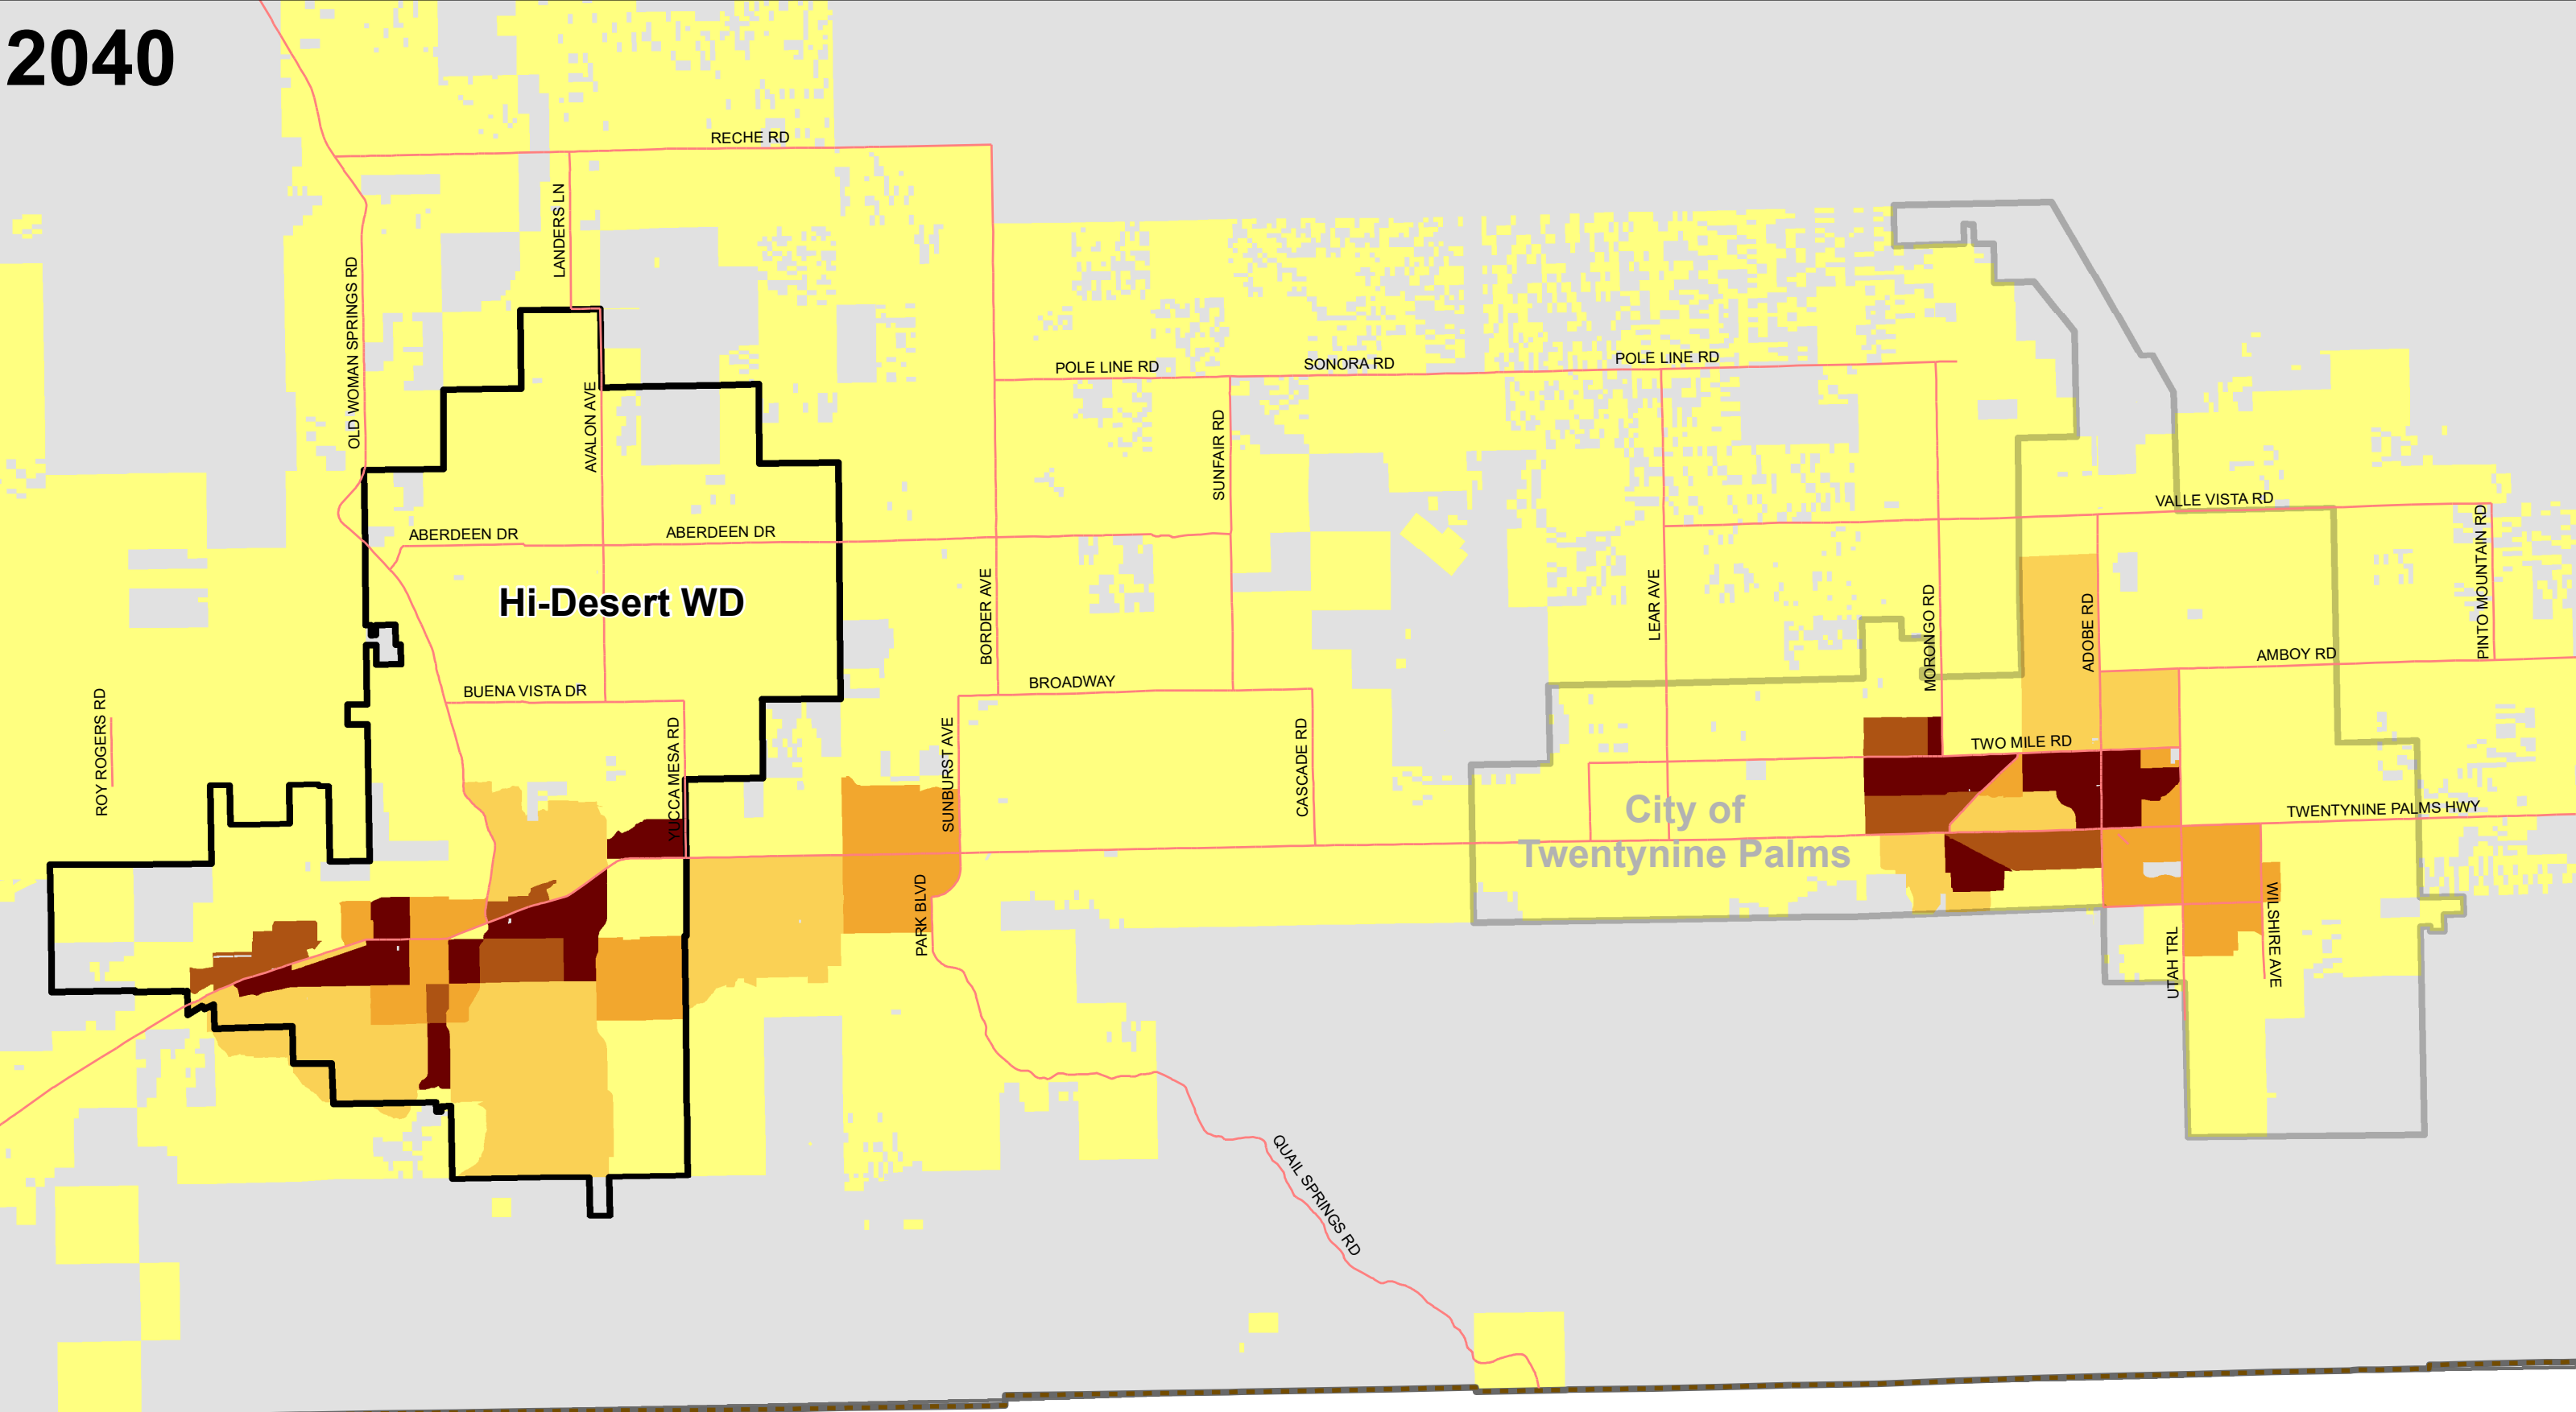 2040
RECHE RD
LANDERS LN
OLD WOMAN SPRINGS RD
POLE LINE RD
SONORA RD
POLE LINE RD
AVALON AVE
SUNFAIR RD
VALLE VISTA RD
ABERDEEN DR
ABERDEEN DR
PINTO MOUNTAIN RD
Hi-Desert WD
BORDER AVE
LEAR AVE
MORONGO RD
ADOBE RD
AMBOY RD
BUENA VISTA DR
BROADWAY
ROY ROGERS RD
YUCCA MESA RD
SUNBURST AVE
CASCADE RD
TWO MILE RD
City of
Twentynine Palms
TWENTYNINE PALMS HWY
PARK BLVD
UTAH TRL
WILSHIRE AVE
QUAIL SPRINGS RD